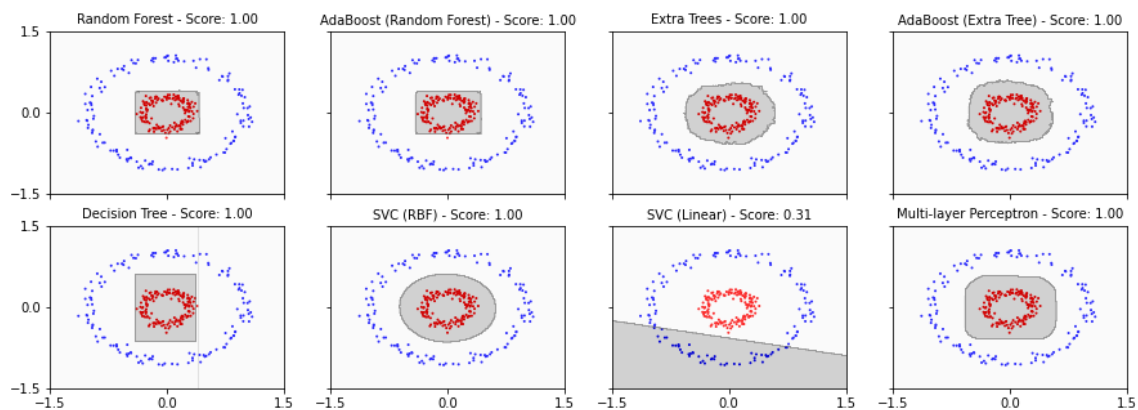 Random Forest - Score: 1.00
AdaBoost (Random Forest) - Score: 1.00
Extra Trees - Score: 1.00
AdaBoost (Extra Tree) - Score: 1.00
1.5
0.0
−1.5
Decision Tree - Score: 1.00
SVC (RBF) - Score: 1.00
SVC (Linear) - Score: 0.31
Multi-layer Perceptron - Score: 1.00
1.5
0.0
−1.5
−1.5 0.0 1.5
−1.5 0.0 1.5
−1.5 0.0 1.5
−1.5 0.0 1.5